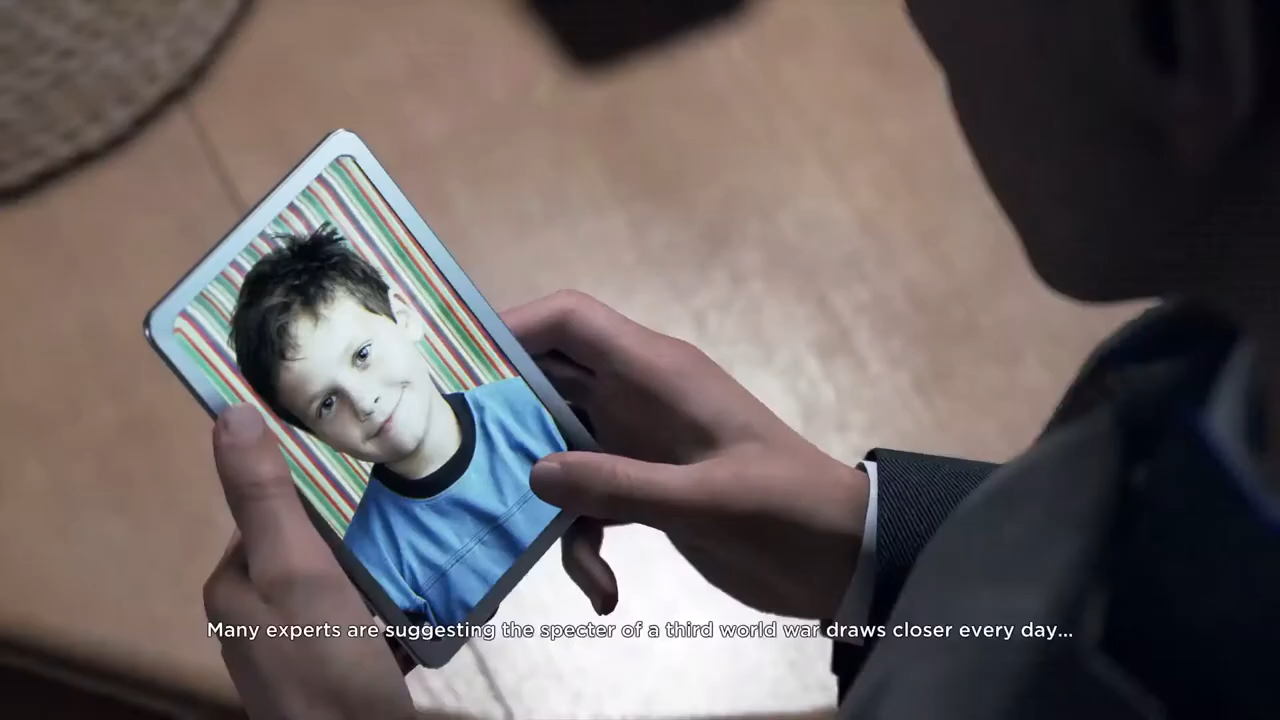 Many experts are suggesting the specter of a third world war draws closer every day...